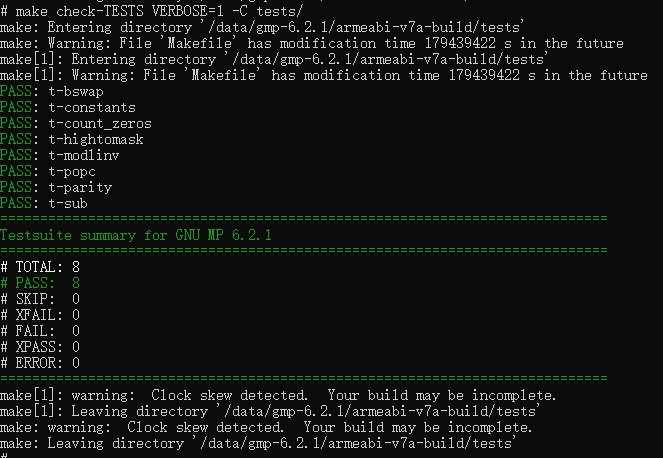 # make check-TESTS VERBOSE=1 -C tests/
make: Entering directory '/data/gmp-6.2.1/armeabi-v7a-build/tests'
make: Warning: File 'Makefile' has modification time 179439422 s in the future
make[1]: Entering directory '/data/gmp-6.2.1/armeabi-v7a-build/tests'
make[1]: Warning: File 'Makefile' has modification time 179439422 s in the future
PASS: t-bswap
PASS: t-constants
PASS: t-count_zeros
PASS: t-hightomask
PASS: t-modlinv
PASS: t-popc
PASS: t-parity
PASS: t-sub
============================================================================
Testsuite summary for GNU MP 6.2.1
============================================================================
# TOTAL: 8
# PASS:  8
# SKIP:  0
# XFAIL: 0
# FAIL:  0
# XPASS: 0
# ERROR: 0
============================================================================
make[1]: warning:  Clock skew detected.  Your build may be incomplete.
make[1]: Leaving directory '/data/gmp-6.2.1/armeabi-v7a-build/tests'
make: warning:  Clock skew detected.  Your build may be incomplete.
make: Leaving directory '/data/gmp-6.2.1/armeabi-v7a-build/tests'
#